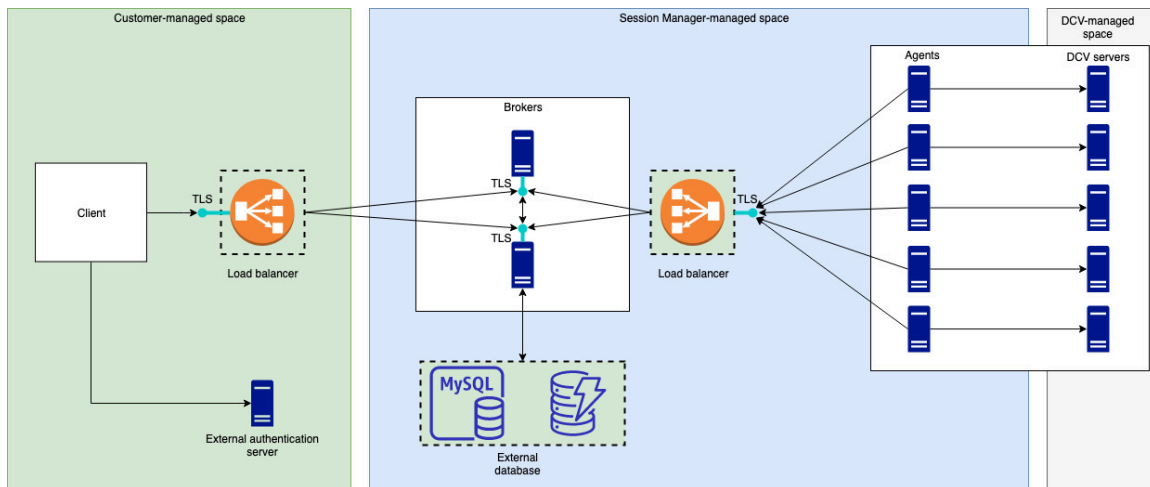 Customer-managed space
Session Manager-managed space
DCV-managed
space
Agents
DCV servers
Brokers
TLS
TLS
TLS
TLS
Client
Load balancer
Load balancer
MySQL
External authentication
server
External
database